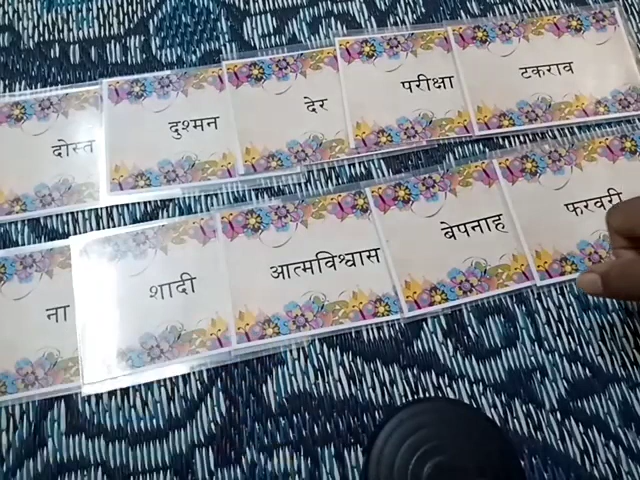 दोस्त दुश्मन देर परीक्षा टकराव
ना शादी आत्मविश्वास बेपनाह फरवरी